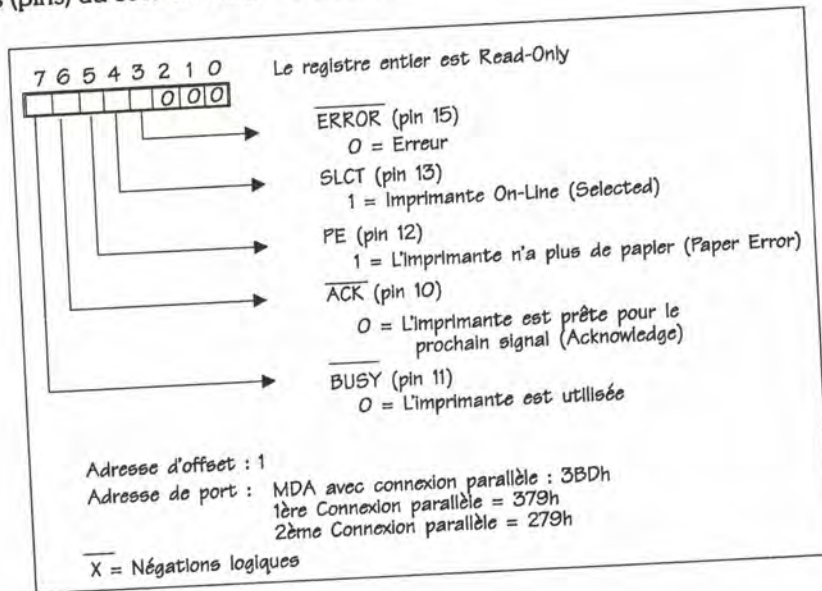 (pins) du
7 6 5 4 3 2 1 0
Le registre entier est Read-Only
0 0 0
ERROR (pin 15)
0 = Erreur
SLCT (pin 13)
1 = Imprimante On-Line (Selected)
PE (pin 12)
1 = L'imprimante n'a plus de papier (Paper Error)
ACK (pin 10)
0 = L'imprimante est prête pour le
prochain signal (Acknowledge)
BUSY (pin 11)
0 = L'imprimante est utilisée
Adresse d'offset : 1
Adresse de port : MDA avec connexion parallèle : 3BDh
1ère Connexion parallèle = 379h
2ème Connexion parallèle = 279h
X = Négations logiques